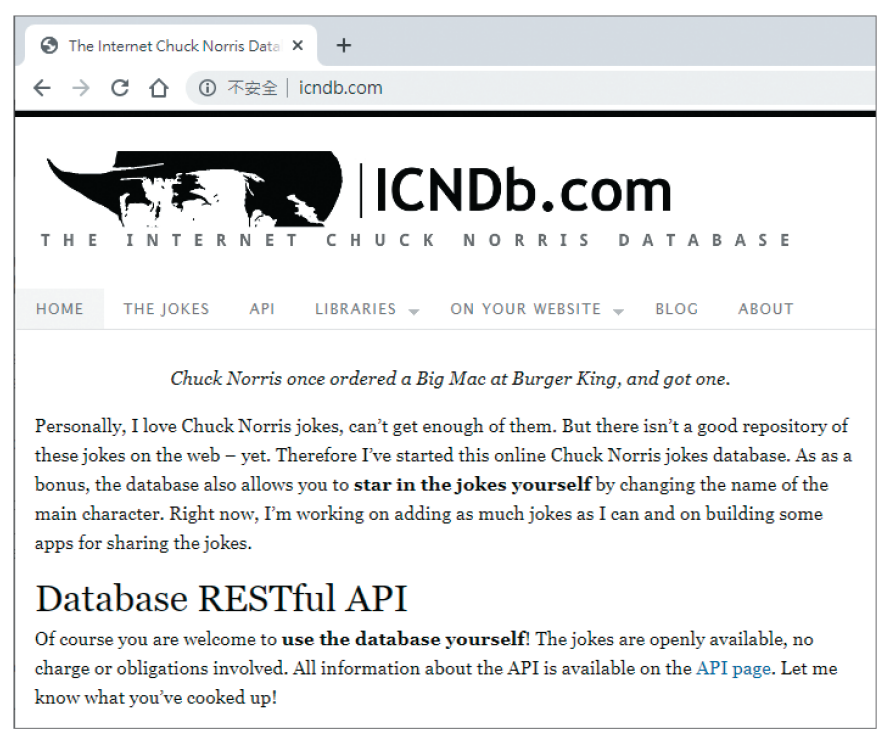 The Internet Chuck Norris Data
不安全 | icndb.com
ICNDb.com
THE INTERNET CHUCK NORRIS DATABASE
HOME THE JOKES API LIBRARIES ON YOUR WEBSITE BLOG ABOUT
Chuck Norris once ordered a Big Mac at Burger King, and got one.
Personally, I love Chuck Norris jokes, can't get enough of them. But there isn't a good repository of
these jokes on the web – yet. Therefore I've started this online Chuck Norris jokes database. As as a
bonus, the database also allows you to star in the jokes yourself by changing the name of the
main character. Right now, I'm working on adding as much jokes as I can and on building some
apps for sharing the jokes.
Database RESTful API
Of course you are welcome to use the database yourself! The jokes are openly available, no
charge or obligations involved. All information about the API is available on the API page. Let me
know what you've cooked up!